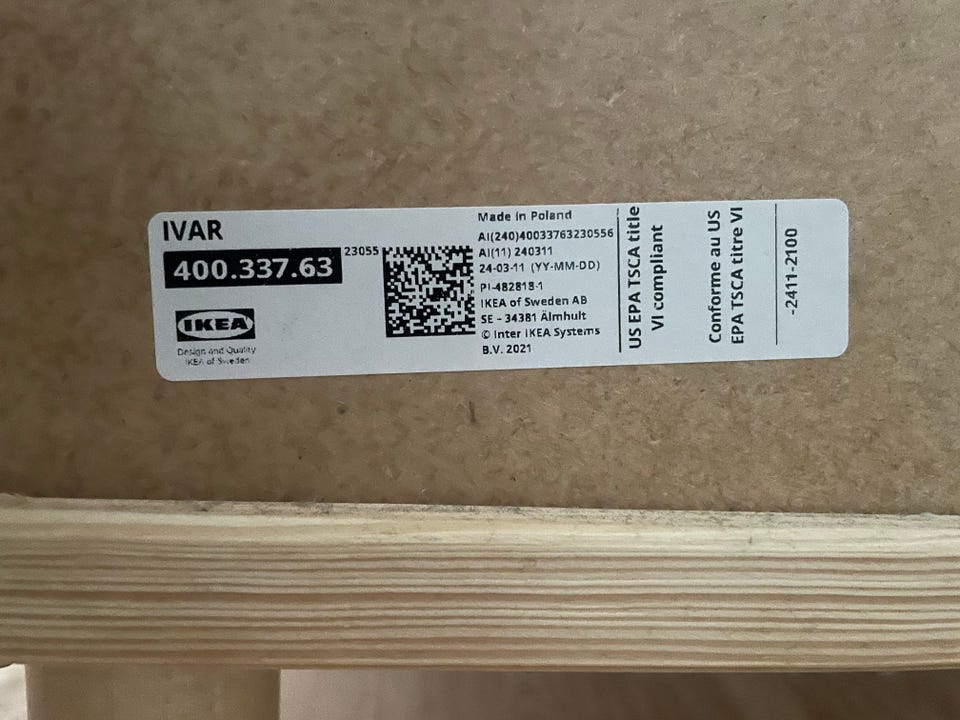 IVAR
400.337.63
23055
IKEA
Design and Quality
IKEA of Sweden
Made in Poland
AI(240)40033763230556
AI(11) 240311
24-03-11 (YY-MM-DD)
PI-482818-1
IKEA of Sweden AB
SE - 34381 Älmhult
© Inter IKEA Systems
B.V. 2021
US EPA TSCA title
VI compliant
Conforme au US
EPA TSCA titre VI
-2411-2100